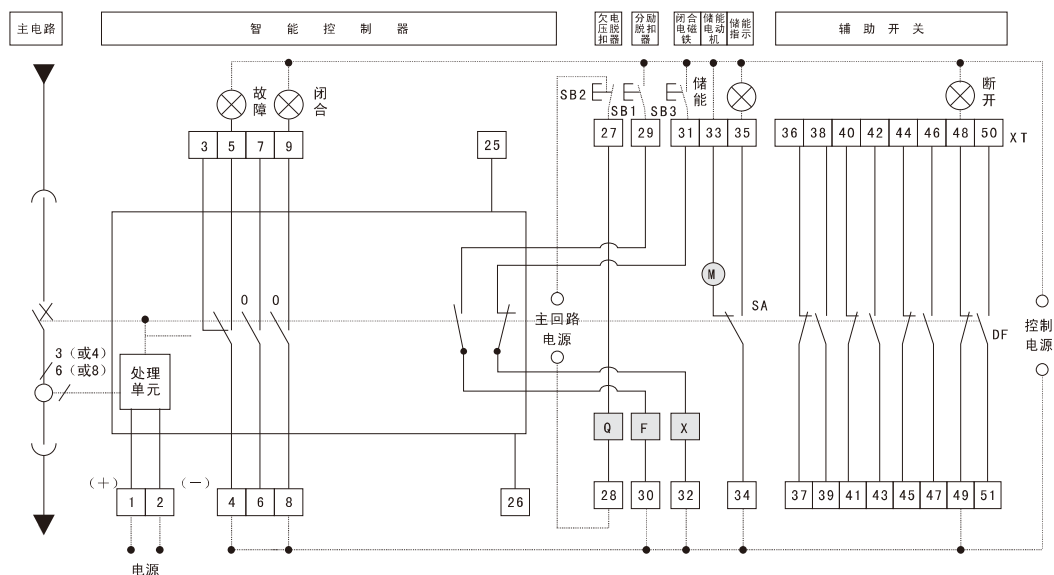 主电路
智能控制器
欠电压脱扣器
分励脱扣器
闭合电磁铁
储能电动机
储能指示
辅助开关
故障
闭合
SB2
SB1
SB3
储能
断开
3 5 7 9
25
27 29 31 33 35
36 38 40 42 44 46 48 50
XT
M
SA
0 0
主回路
电源
DF
控制
电源
3（或4）
6（或8）
处理
单元
Q F X
(+)
1 2
(—)
4 6 8
26
28 30 32 34
37 39 41 43 45 47 49 51
电源